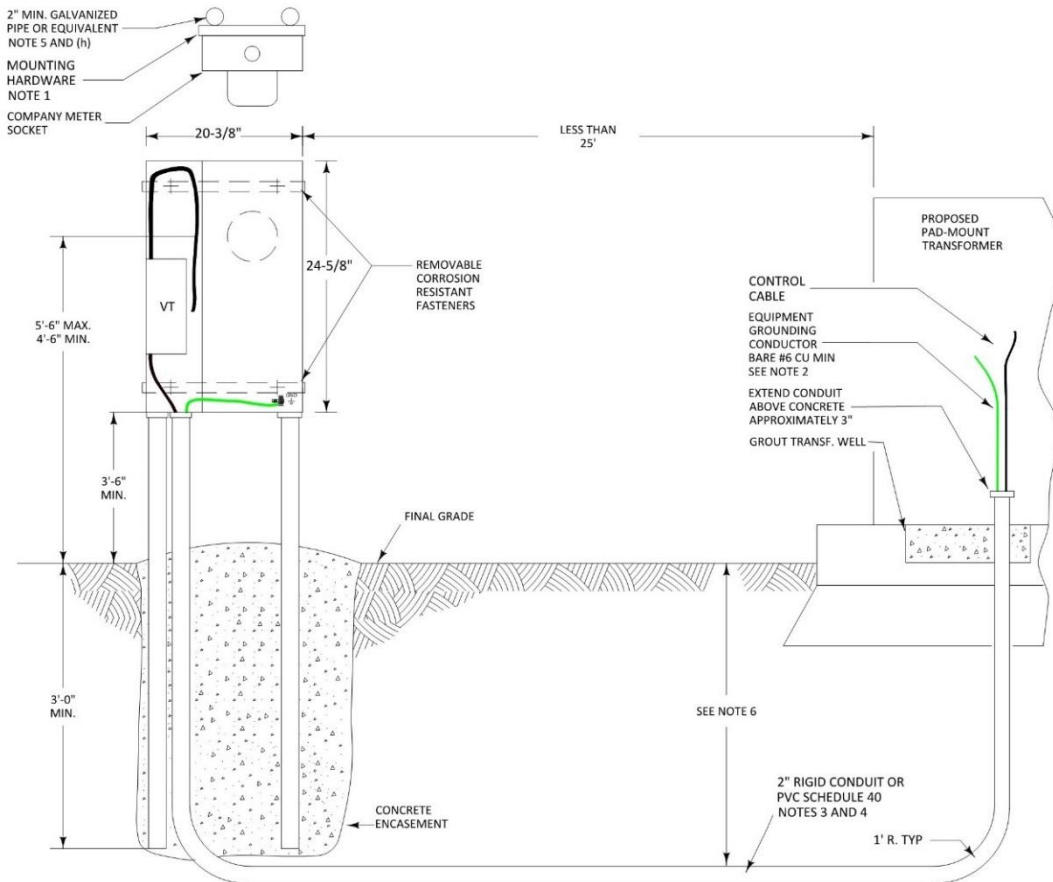 2" MIN. GALVANIZED
PIPE OR EQUIVALENT
NOTE 5 AND (h)
MOUNTING
HARDWARE
NOTE 1
COMPANY METER
SOCKET
20-3/8"
LESS THAN
25'
PROPOSED
PAD-MOUNT
TRANSFORMER
24-5/8"
REMOVABLE
CORROSION
RESISTANT
FASTENERS
VT
5'-6" MAX.
4'-6" MIN.
CONTROL
CABLE
EQUIPMENT
GROUNDING
CONDUCTOR
BARE #6 CU MIN
SEE NOTE 2
EXTEND CONDUIT
ABOVE CONCRETE
APPROXIMATELY 3"
GROUT TRANSF. WELL
GND
3'-6"
MIN.
FINAL GRADE
3'-0"
MIN.
SEE NOTE 6
2" RIGID CONDUIT OR
PVC SCHEDULE 40
NOTES 3 AND 4
CONCRETE
ENCASEMENT
1' R. TYP